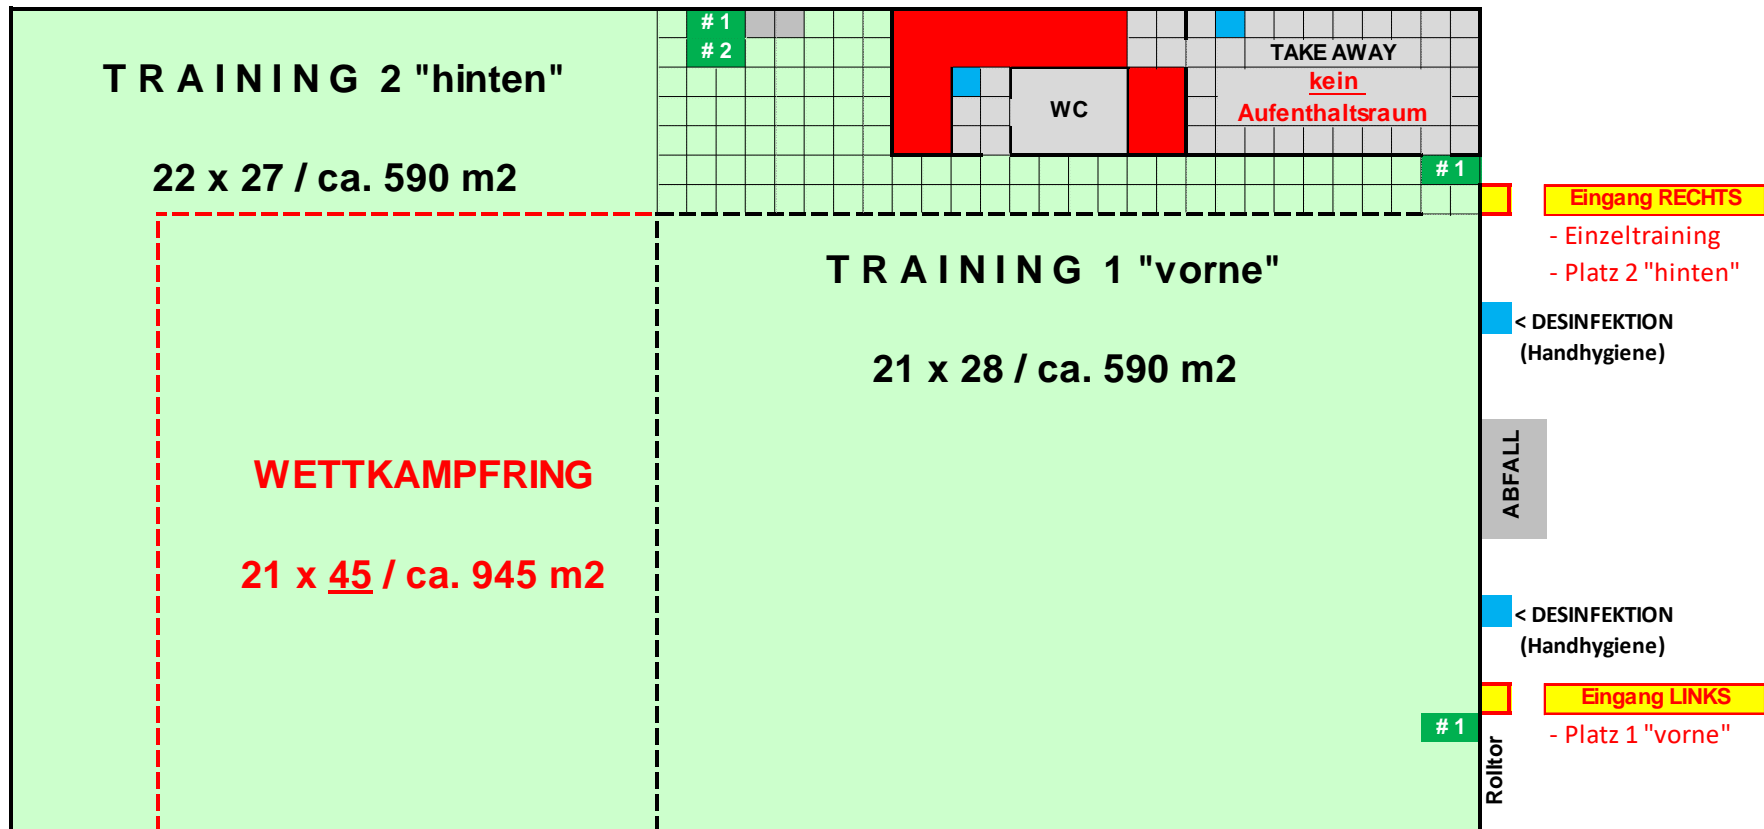 # 1
# 2
T R A I N I N G 2 "hinten"
22 x 27 / ca. 590 m2
WC
TAKE AWAY
kein
Aufenthaltsraum
# 1
Eingang RECHTS
- Einzeltraining
- Platz 2 "hinten"
T R A I N I N G 1 "vorne"
21 x 28 / ca. 590 m2
< DESINFEKTION
(Handhygiene)
WETTKAMPFRING
21 x 45 / ca. 945 m2
ABFALL
< DESINFEKTION
(Handhygiene)
Eingang LINKS
- Platz 1 "vorne"
# 1
Rolltor